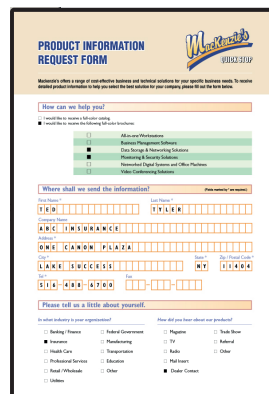 PRODUCT INFORMATION
REQUEST FORM
MacKenzie's
QUICK STOP
Mackenzie's offers a range of cost-effective business and technical solutions for your specific business needs. To receive
detailed product information to help you select the best solution for your company, please fill out the form below.
How can we help you?
I would like to receive a full-color catalog.
I would like to receive the following full-color brochures:
All-in-one Workstations
Business Management Software
Data Storage & Networking Solutions
Monitoring & Security Solutions
Networked Digital Systems and Office Machines
Video Conferencing Solutions
Where shall we send the information? (Fields marked by * are required.)
First Name * Last Name *
TED TYLER
Company Name
ABC INSURANCE
Address *
ONE CANON PLAZA
City * State * Zip / Postal Code *
LAKE SUCCESS NY 11404
Tel * Fax
516-488-6700
Please tell us a little about yourself.
In what industry is your organization? How did you hear about our products?
Banking / Finance Federal Government Magazine Trade Show
Insurance Manufacturing TV Referral
Health Care Transportation Radio Other
Professional Services Education Mail Insert
Retail / Wholesale Other Dealer Contact
Utilities